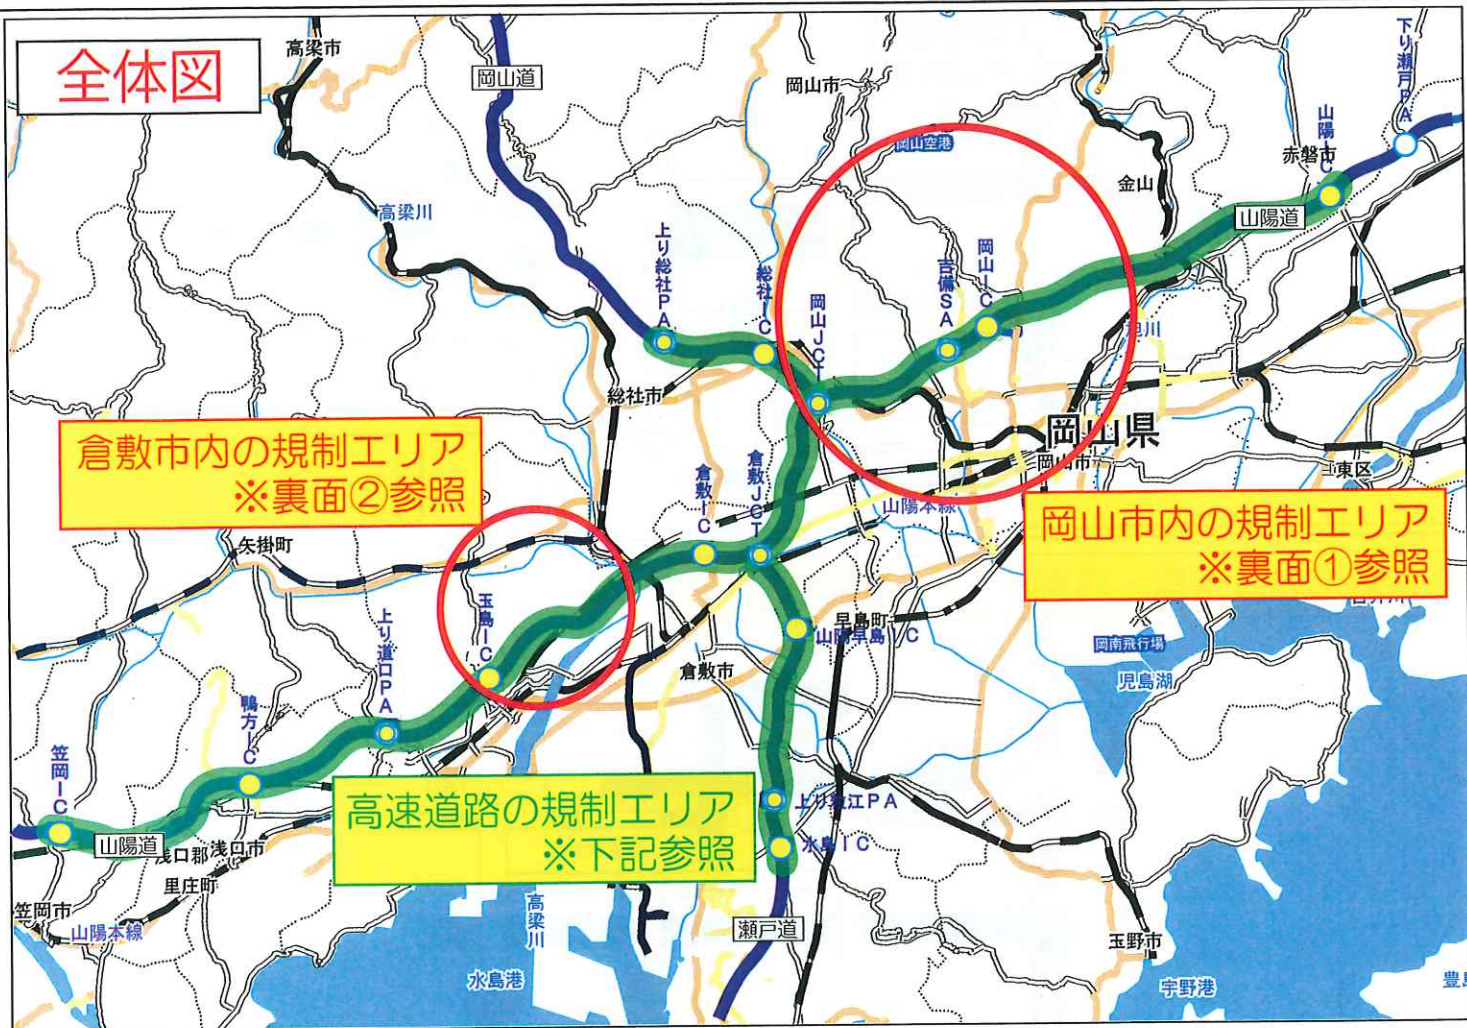 全体図
高梁市
岡山道
岡山市
下り瀬戸PA
山陽IC
赤磐市
岡山空港
金山
高梁川
山陽道
上り総社PA
総社IC
岡山JCT
吉備SA
岡山IC
旭川
総社市
岡山県
岡山市
東区
倉敷市内の規制エリア
※裏面②参照
倉敷IC
倉敷JCT
山陽本線
岡山市内の規制エリア
※裏面①参照
矢掛町
玉島IC
早島町
山陽早島IC
岡南飛行場
児島湖
倉敷市
上り道口PA
鴨方IC
笠岡IC
高速道路の規制エリア
※下記参照
上り粒江PA
水島IC
山陽道
浅口郡
浅口市
里庄町
笠岡市
山陽本線
高梁川
瀬戸道
玉野市
水島港
宇野港